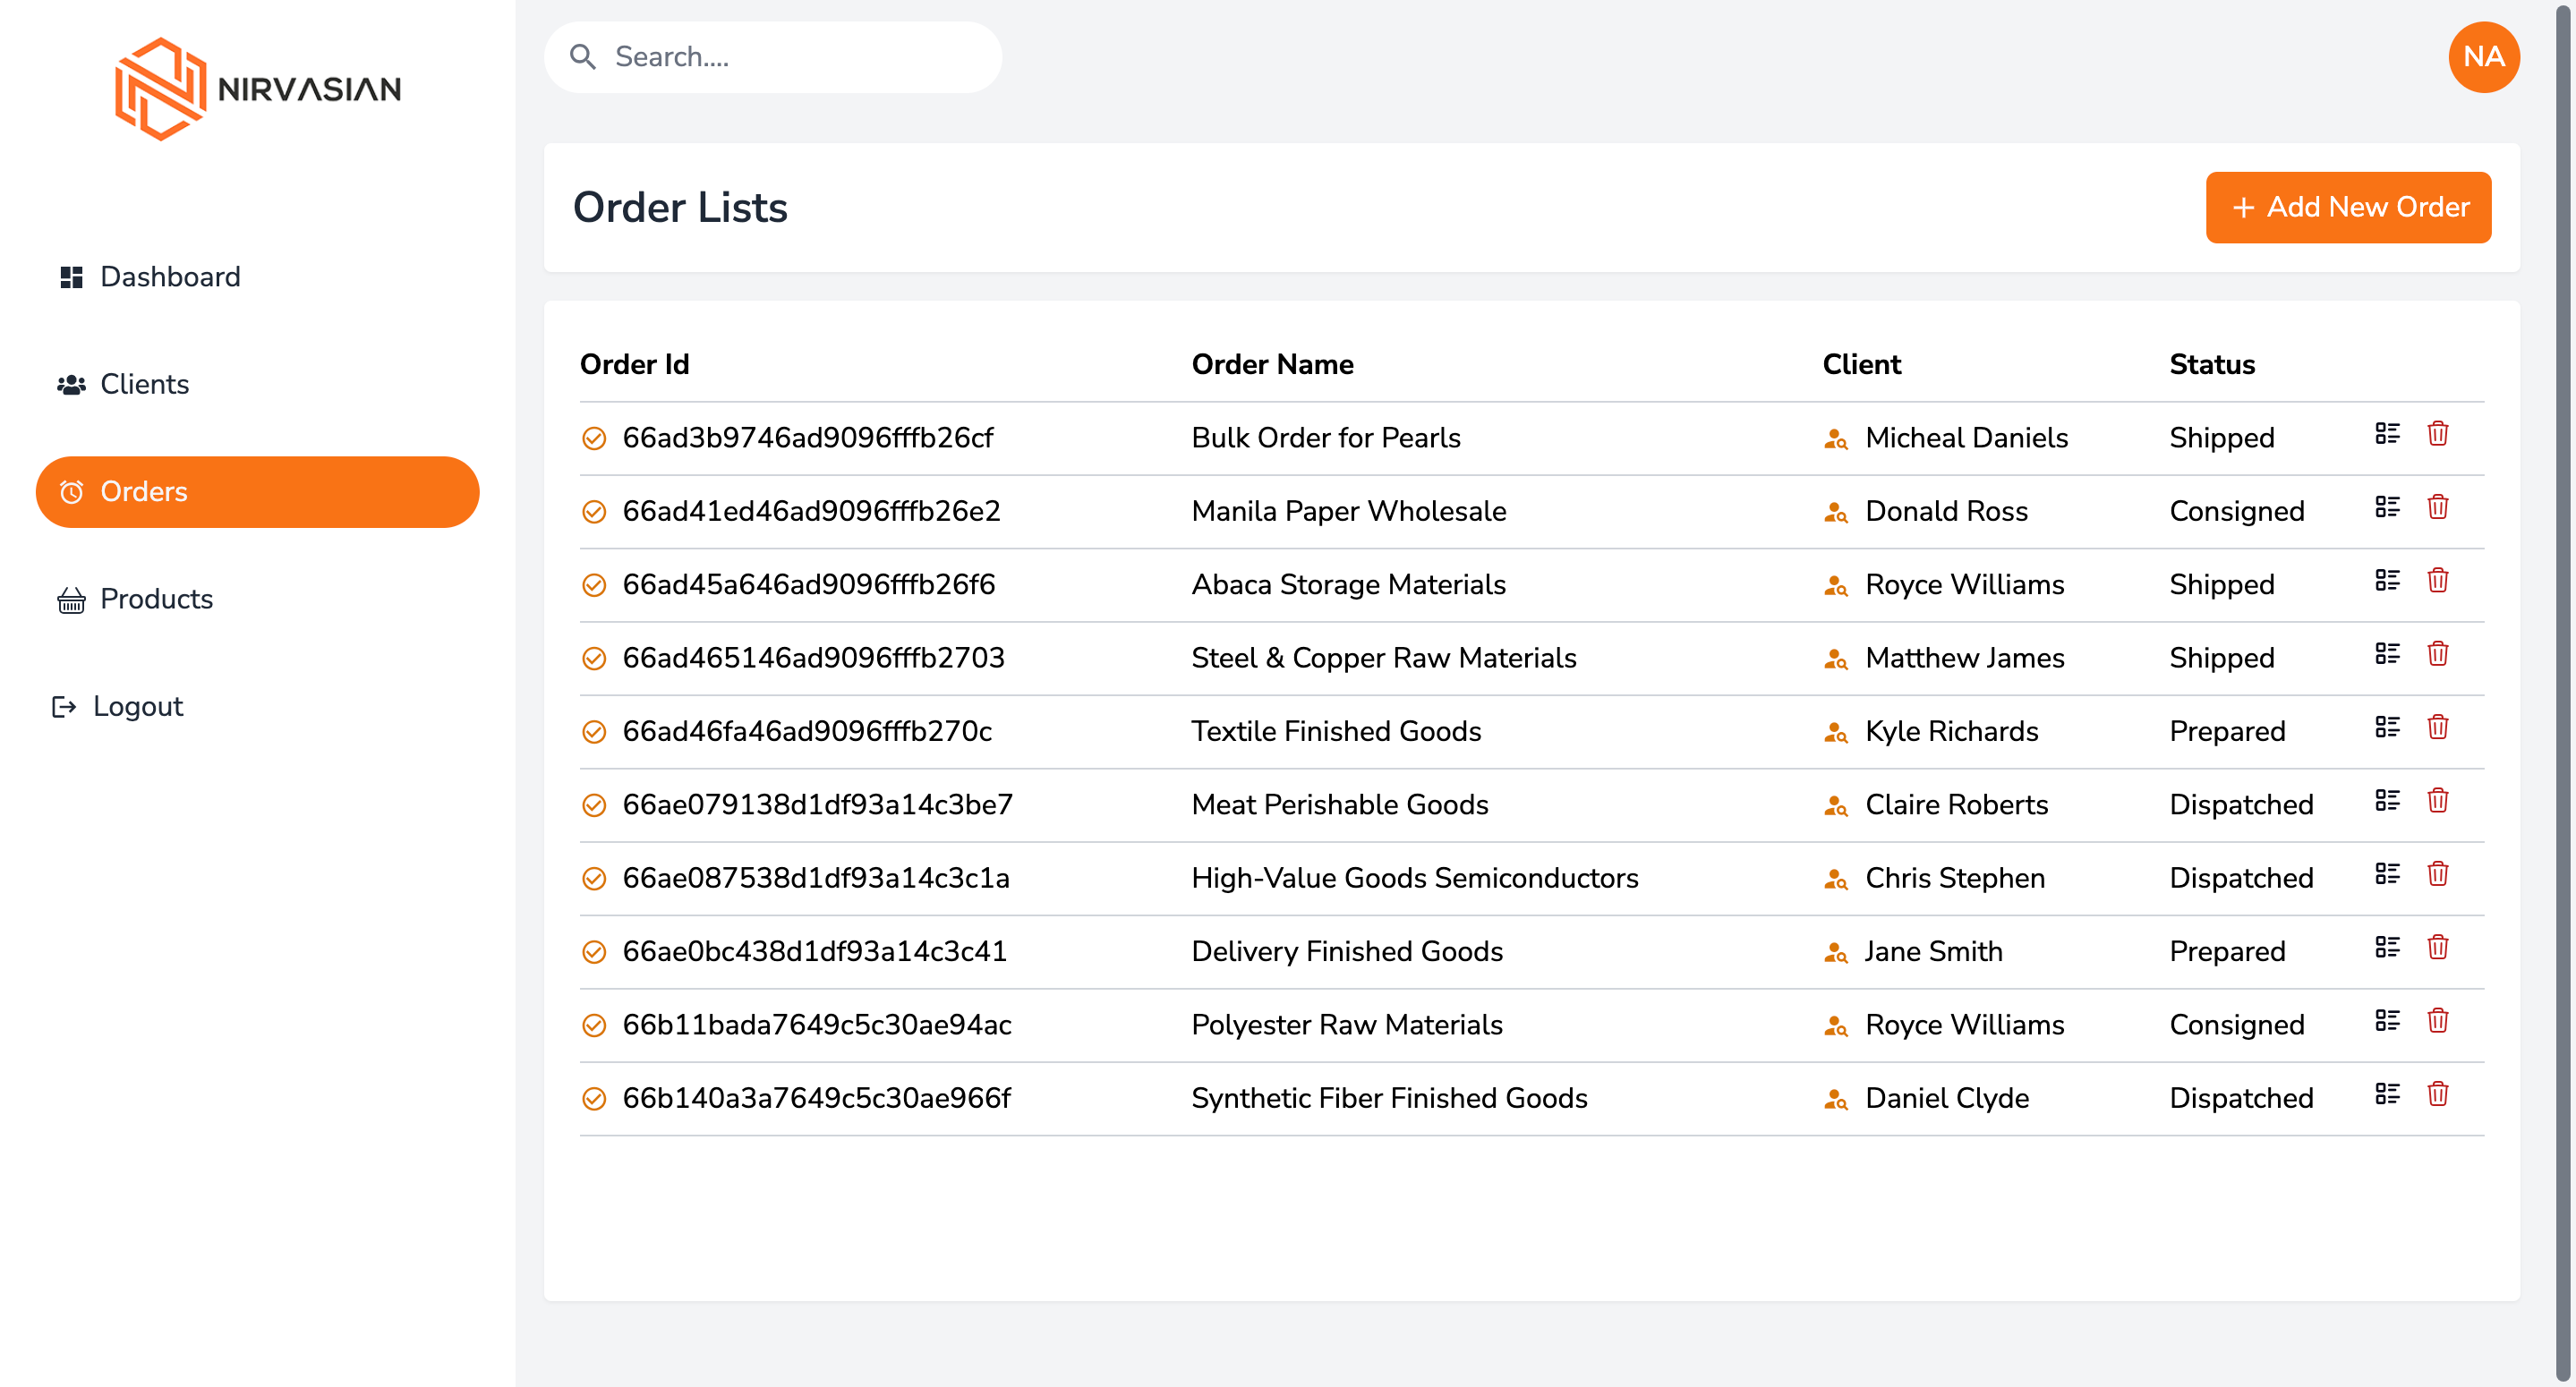 NIRVASIAN
Search....
NA
Order Lists
+ Add New Order
Dashboard
Clients
Orders
Products
Logout
Order Id Order Name Client Status
66ad3b9746ad9096fffb26cf Bulk Order for Pearls Micheal Daniels Shipped
66ad41ed46ad9096fffb26e2 Manila Paper Wholesale Donald Ross Consigned
66ad45a646ad9096fffb26f6 Abaca Storage Materials Royce Williams Shipped
66ad465146ad9096fffb2703 Steel & Copper Raw Materials Matthew James Shipped
66ad46fa46ad9096fffb270c Textile Finished Goods Kyle Richards Prepared
66ae079138d1df93a14c3be7 Meat Perishable Goods Claire Roberts Dispatched
66ae087538d1df93a14c3c1a High-Value Goods Semiconductors Chris Stephen Dispatched
66ae0bc438d1df93a14c3c41 Delivery Finished Goods Jane Smith Prepared
66b11bada7649c5c30ae94ac Polyester Raw Materials Royce Williams Consigned
66b140a3a7649c5c30ae966f Synthetic Fiber Finished Goods Daniel Clyde Dispatched